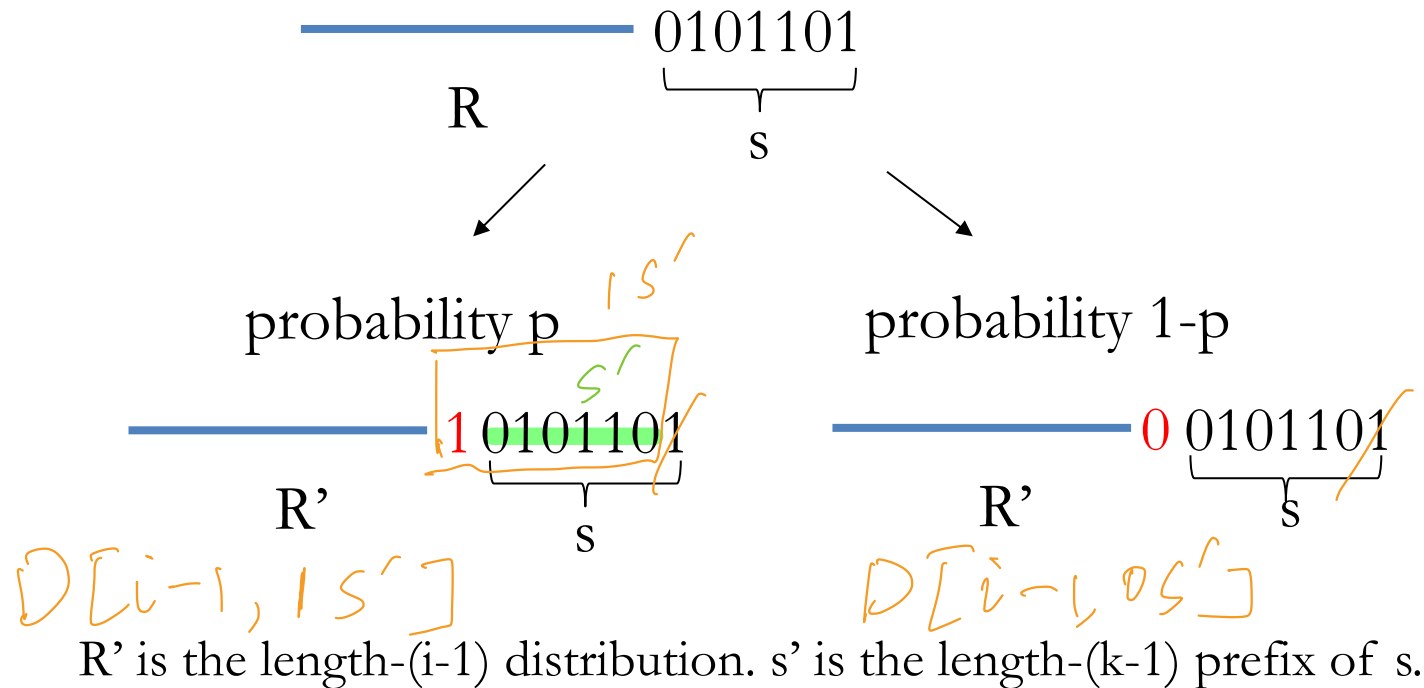 0101101
R
s
probability p
probability 1-p
1s'
s'
1 0101101
0 0101101
R’
s
R’
s
D[i-1, 1s']
D[i-1, 0s']
R’ is the length-(i-1) distribution. s’ is the length-(k-1) prefix of s.